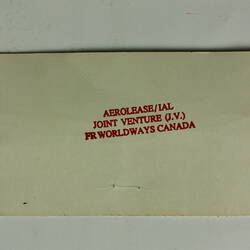 AEROLEASE/IAL
JOINT VENTURE (J.V.)
FR WORLDWAYS CANADA